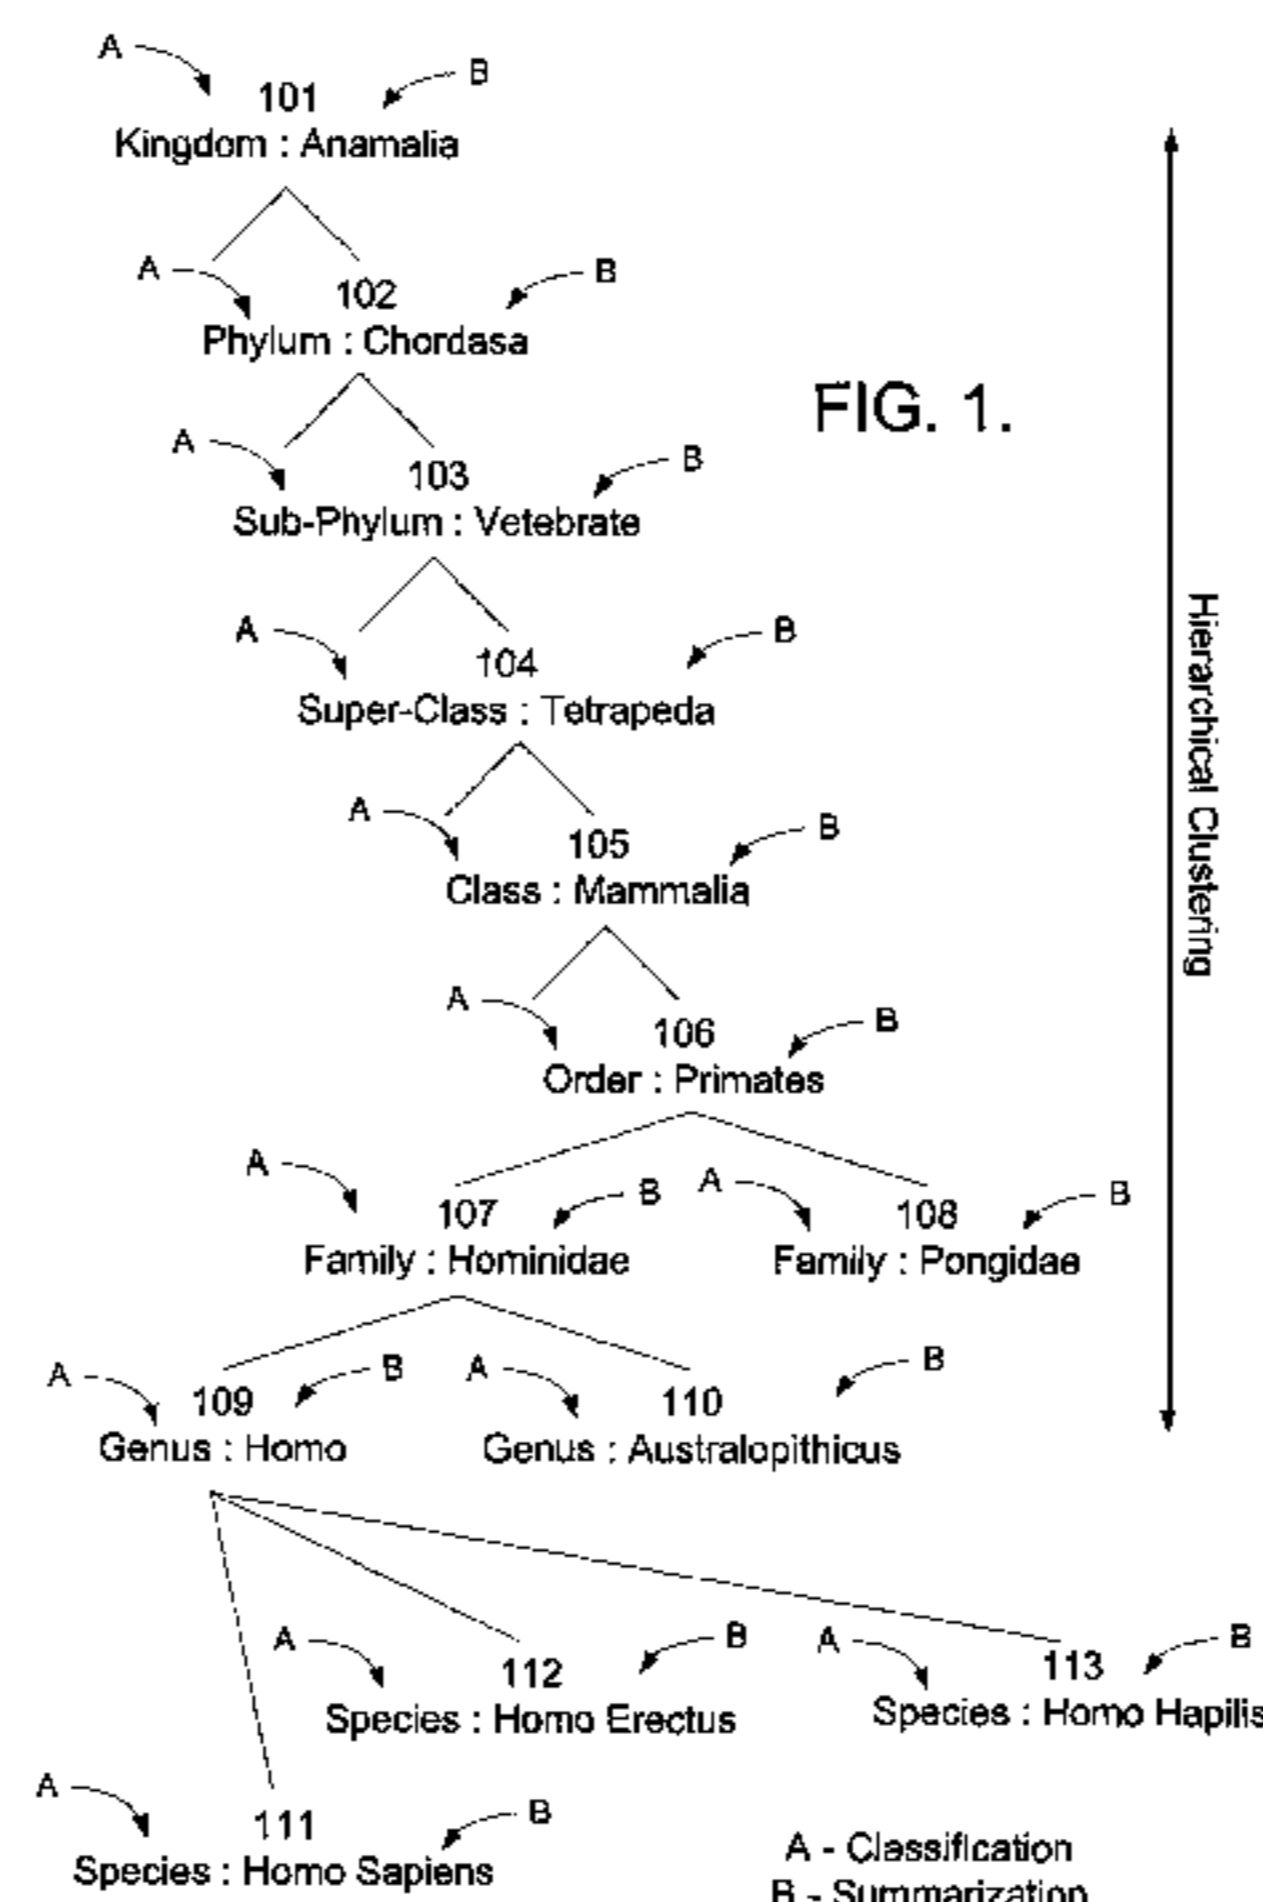 A
B
101
Kingdom : Anamalia
A
B
102
Phylum : Chordasa
FIG. 1.
A
B
103
Sub-Phylum : Vetebrate
A
B
104
Super-Class : Tetrapeda
Hierarchical Clustering
A
B
105
Class : Mammalia
A
B
106
Order : Primates
A
B
107
Family : Hominidae
A
B
108
Family : Pongidae
A
B
109
Genus : Homo
A
B
110
Genus : Australopithicus
A
B
112
Species : Homo Erectus
A
B
113
Species : Homo Hapilis
A
B
111
Species : Homo Sapiens
A - Classification
B - Summarization